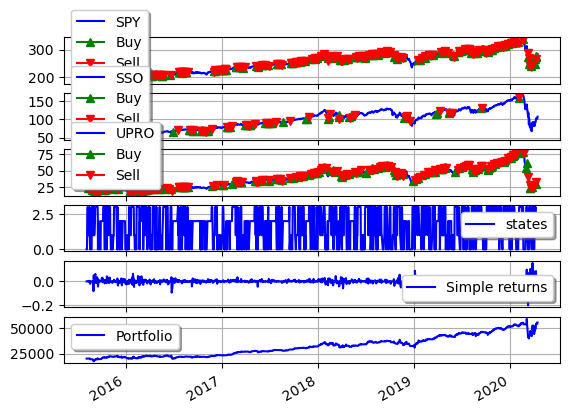 SPY
Buy
Sell
300
200
SSO
Buy
Sell
150
100
50
UPRO
Buy
Sell
75
50
25
states
2.5
0.0
Simple returns
0.0
−0.2
Portfolio
50000
25000
2016
2017
2018
2019
2020